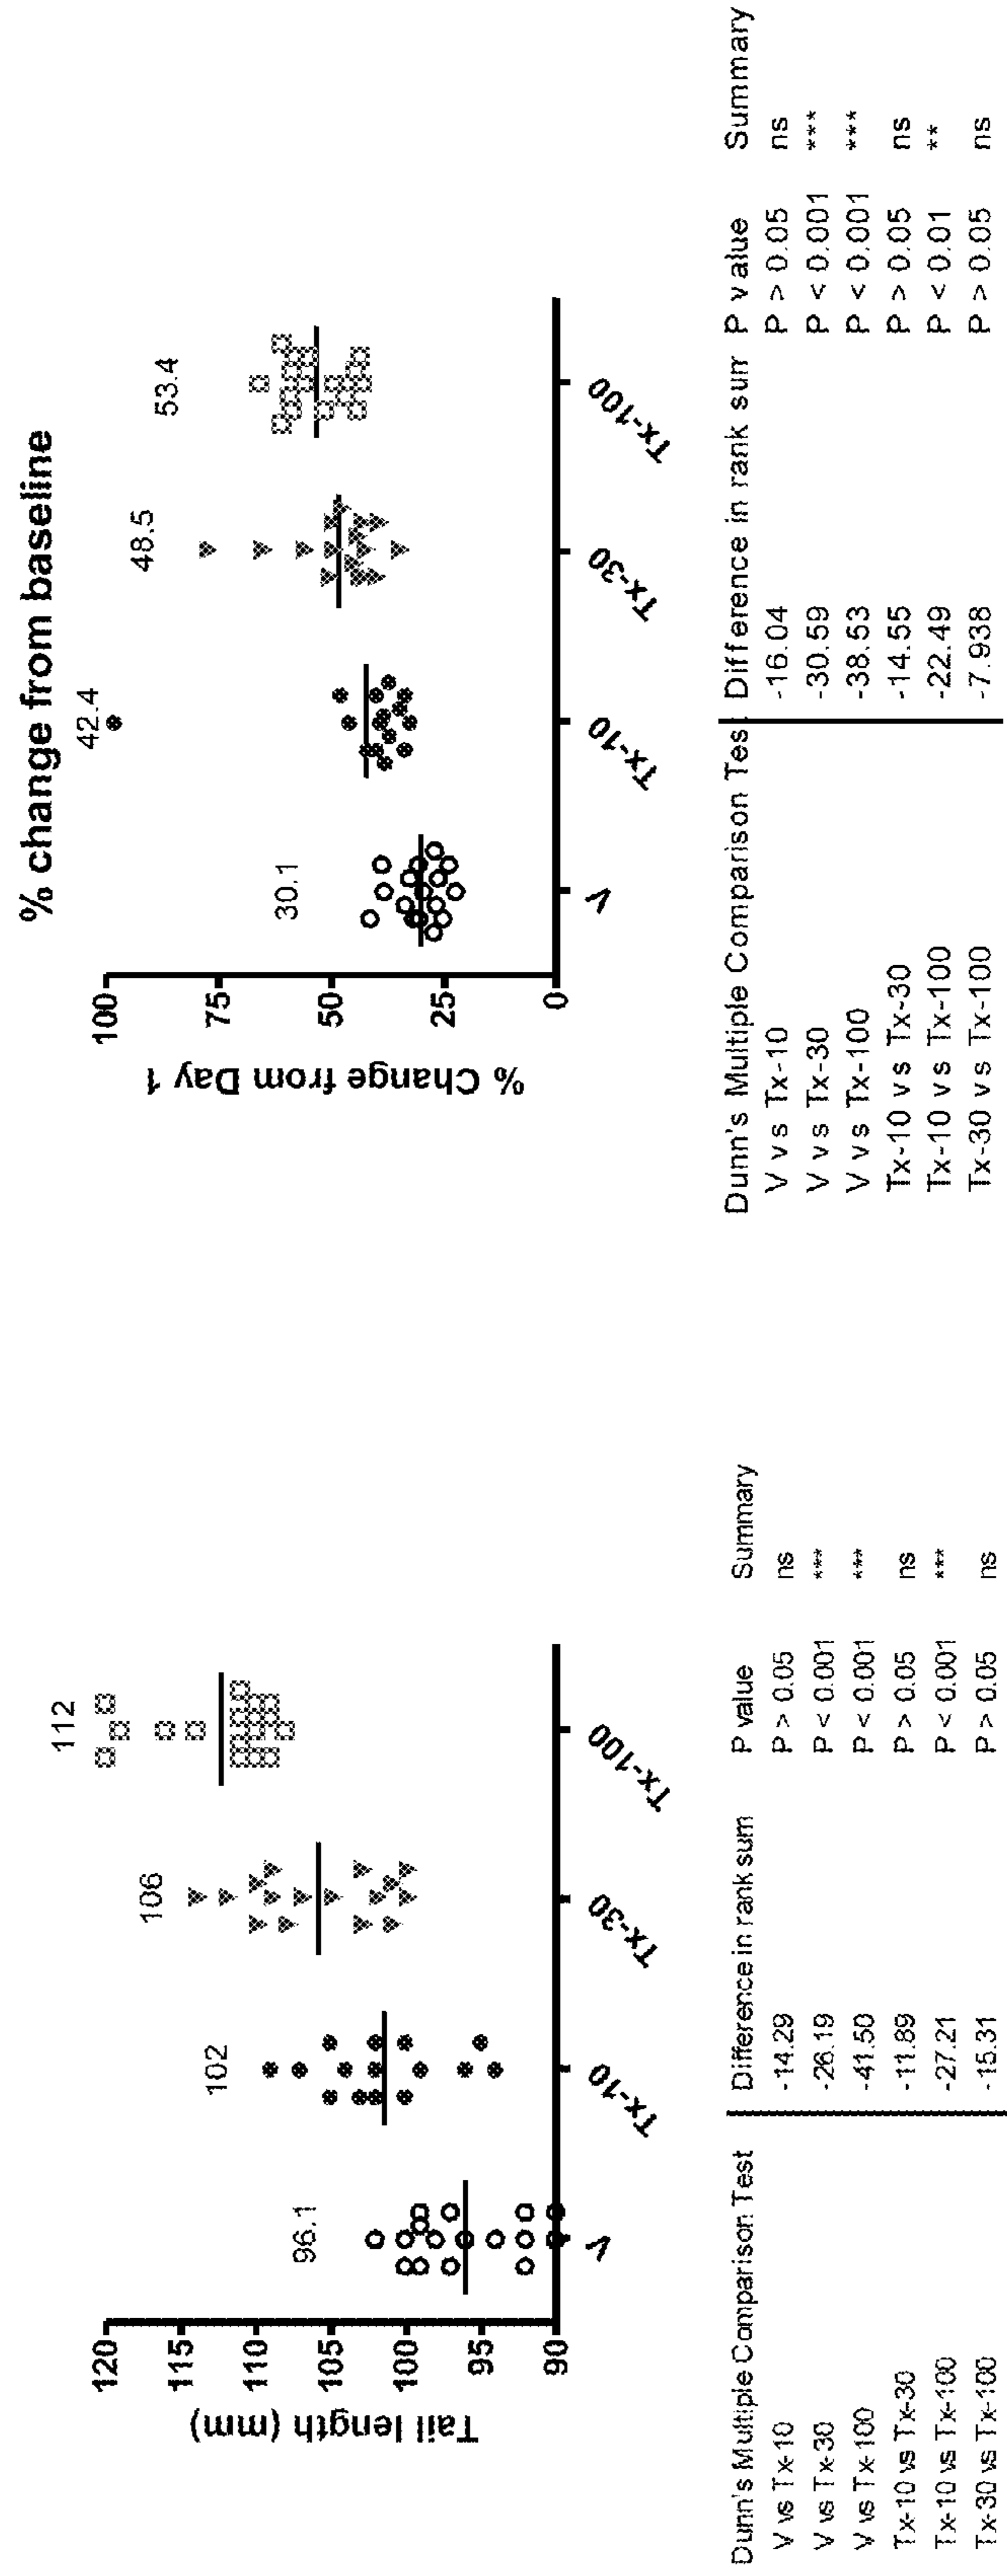 Tail length (mm)
120
115
110
105
100
95
90
96.1
102
106
112
V
Tx-10
Tx-30
Tx-100
Dunn's Multiple Comparison Test Difference in rank sum P value Summary
V vs Tx-10 -14.29 P > 0.05 ns
V vs Tx-30 -26.19 P < 0.001 ***
V vs Tx-100 -41.50 P < 0.001 ***
Tx-10 vs Tx-30 -11.89 P > 0.05 ns
Tx-10 vs Tx-100 -27.21 P < 0.001 ***
Tx-30 vs Tx-100 -15.31 P > 0.05 ns
% change from baseline
% Change from Day 1
100
75
50
25
0
30.1
42.4
48.5
53.4
V
Tx-10
Tx-30
Tx-100
Dunn's Multiple Comparison Test Difference in rank sum P value Summary
V vs Tx-10 -16.04 P > 0.05 ns
V vs Tx-30 -30.59 P < 0.001 ***
V vs Tx-100 -38.53 P < 0.001 ***
Tx-10 vs Tx-30 -14.55 P > 0.05 ns
Tx-10 vs Tx-100 -22.49 P < 0.01 **
Tx-30 vs Tx-100 -7.938 P > 0.05 ns